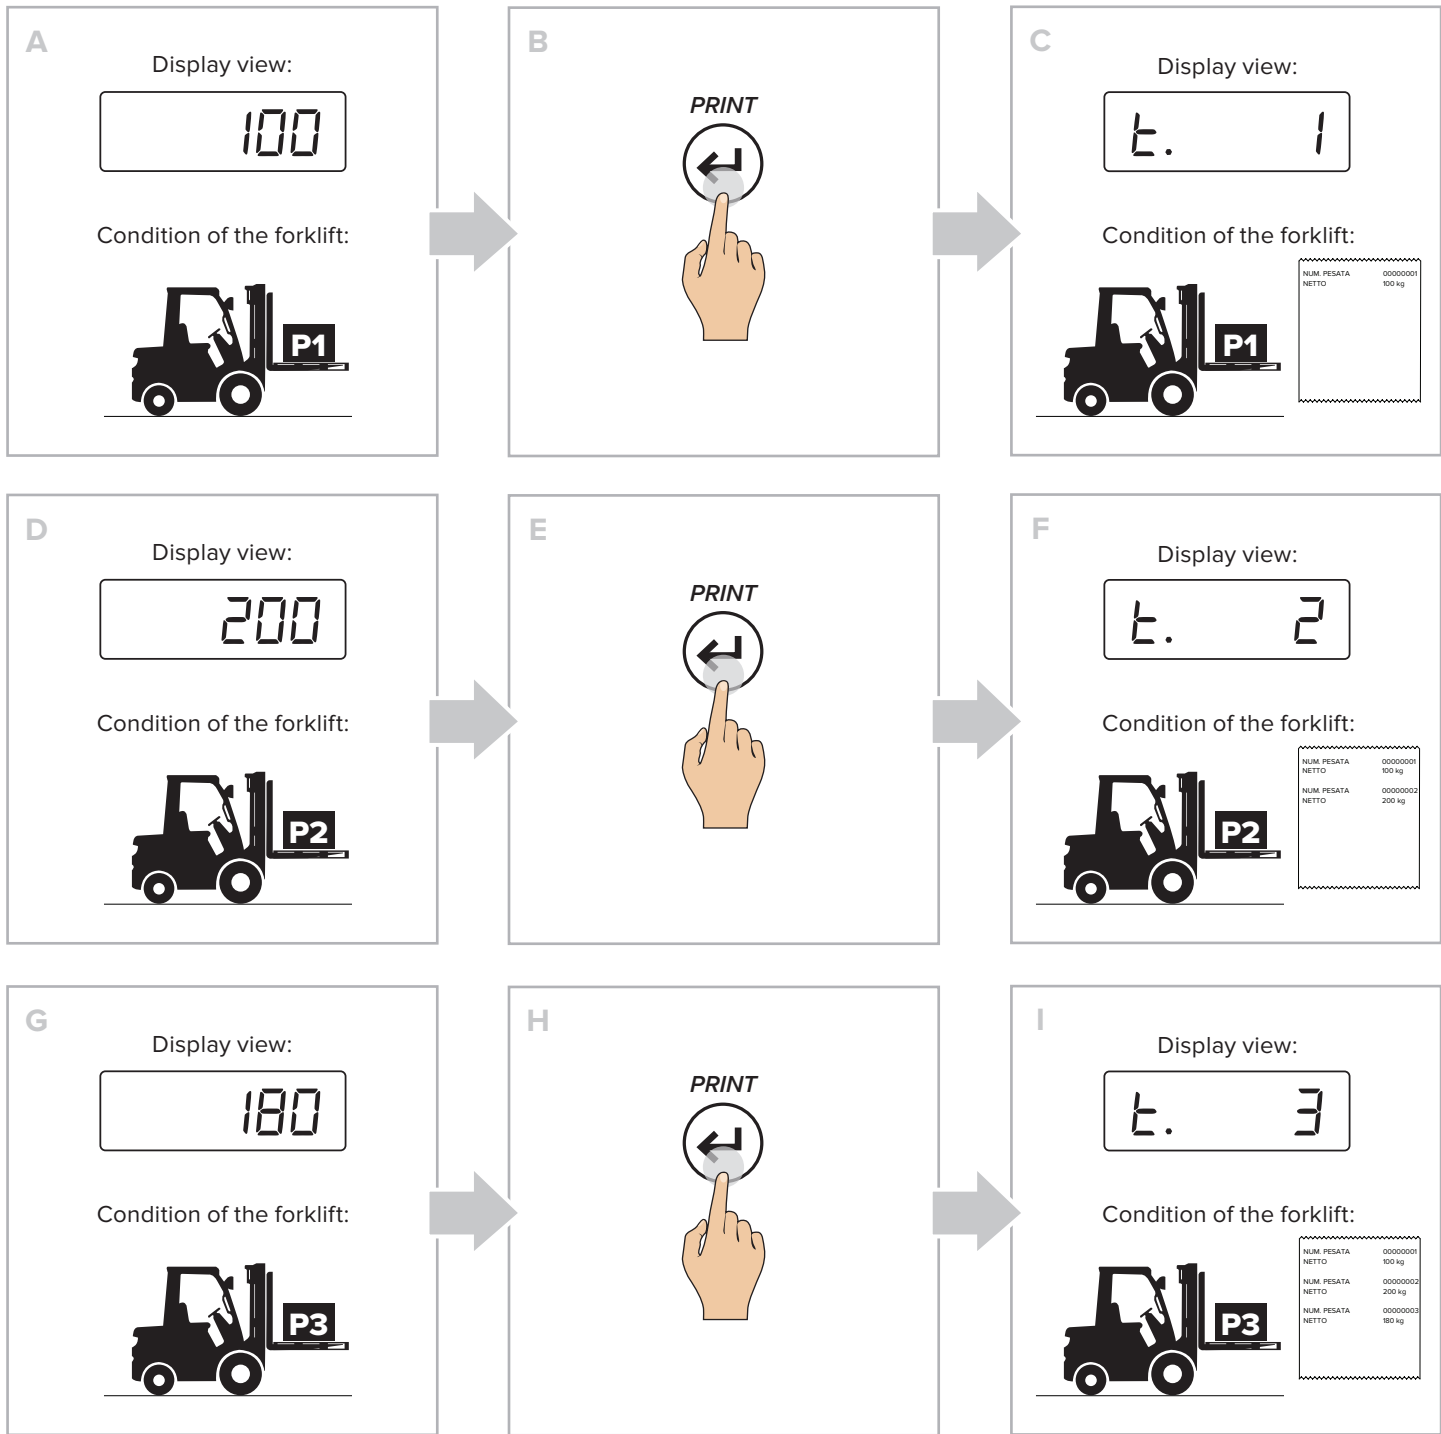 A
Display view:
100
Condition of the forklift:
P1
B
PRINT
C
Display view:
t. 1
Condition of the forklift:
P1
NUM. PESATA 00000001
NETTO 100 kg
D
Display view:
200
Condition of the forklift:
P2
E
PRINT
F
Display view:
t. 2
Condition of the forklift:
P2
NUM. PESATA 00000001
NETTO 100 kg
NUM. PESATA 00000002
NETTO 200 kg
G
Display view:
180
Condition of the forklift:
P3
H
PRINT
I
Display view:
t. 3
Condition of the forklift:
P3
NUM. PESATA 00000001
NETTO 100 kg
NUM. PESATA 00000002
NETTO 200 kg
NUM. PESATA 00000003
NETTO 180 kg